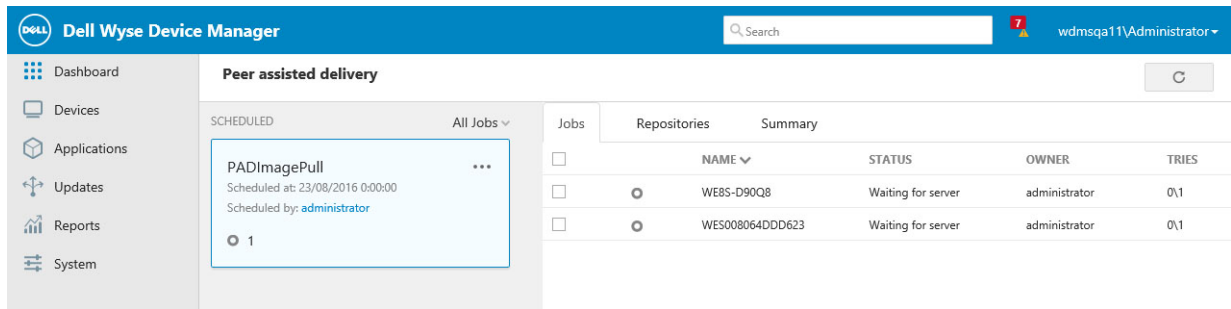 DELL
Dell Wyse Device Manager
Search
7
wdmsqa11\Administrator
Dashboard
Devices
Applications
Updates
Reports
System
Peer assisted delivery
SCHEDULED
All Jobs
PADImagePull
Scheduled at: 23/08/2016 0:00:00
Scheduled by: administrator
1
Jobs Repositories Summary
NAME STATUS OWNER TRIES
WE8S-D90Q8 Waiting for server administrator 0\1
WES008064DDD623 Waiting for server administrator 0\1